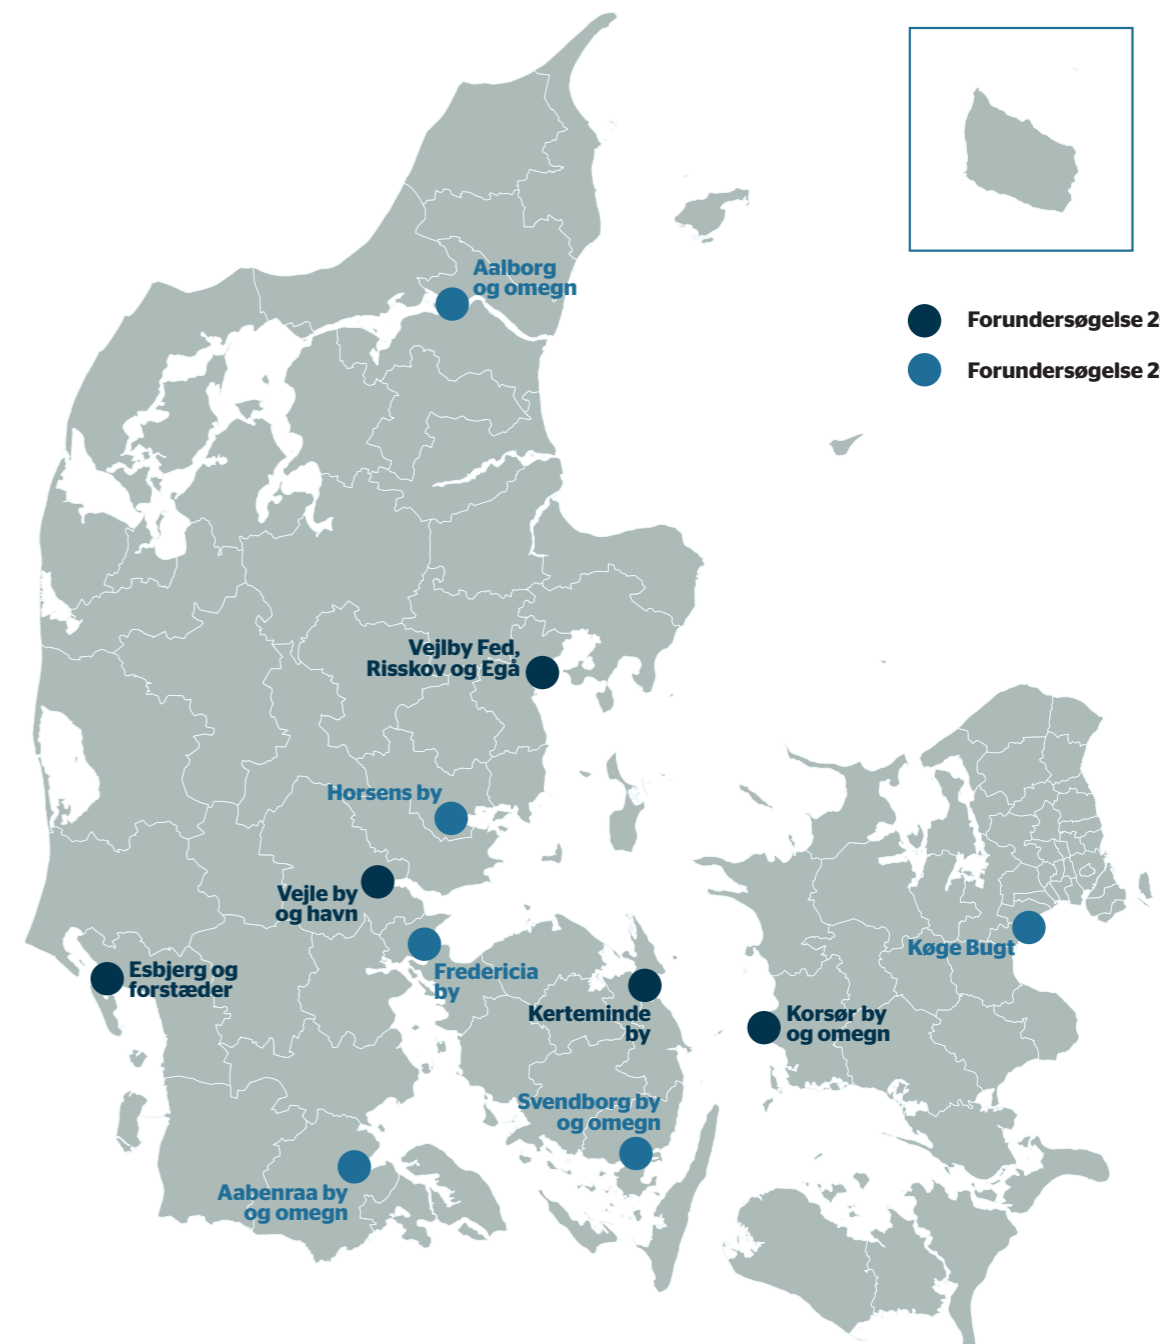 Aalborg
og omegn
Forundersøgelse 2
Forundersøgelse 2
Vejlby Fed,
Risskov og Egå
Horsens by
Vejle by
og havn
Køge Bugt
Esbjerg og
forstæder
Fredericia
by
Kerteminde
by
Korsør by
og omegn
Svendborg by
og omegn
Aabenraa by
og omegn